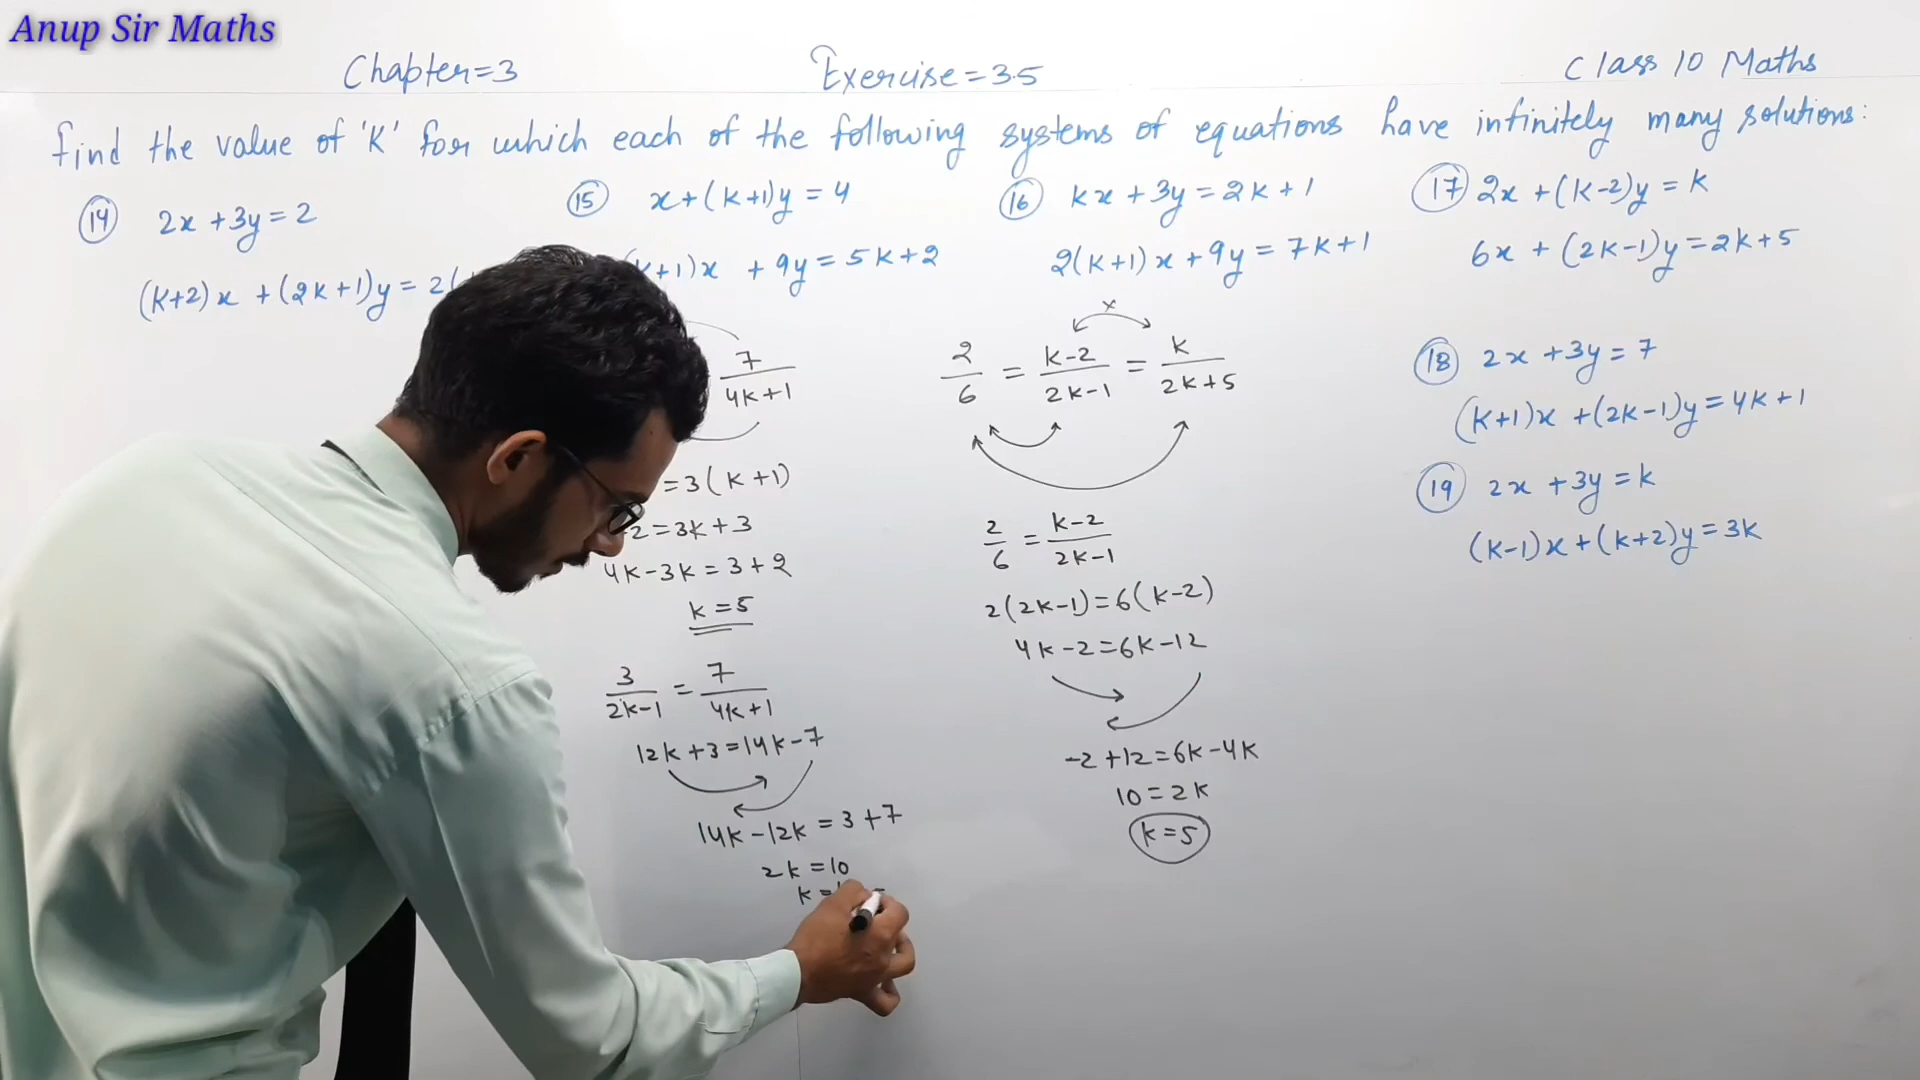 Anup Sir Maths
Chapter=3 Exercise=3.5 Class 10 Maths
find the value of 'K' for which each of the following systems of equations have infinitely many solutions:
(14) 2x+3y=2
(K+2)x+(2k+1)y=2(
(15) x+(k+1)y=4
k+1)x+9y=5k+2
(16) kx+3y=2k+1
2(k+1)x+9y=7k+1
(17) 2x+(k-2)y=k
6x+(2k-1)y=2k+5
(18) 2x+3y=7
(k+1)x+(2k-1)y=4k+1
(19) 2x+3y=k
(k-1)x+(k+2)y=3k
7/4k+1
=3(k+1)
2=3k+3
4k-3k=3+2
k=5
3/2k-1=7/4k+1
12k+3=14k-7
14k-12k=3+7
2k=10
k=
2/6=k-2/2k-1=k/2k+5
x
2/6=k-2/2k-1
2(2k-1)=6(k-2)
4k-2=6k-12
-2+12=6k-4k
10=2k
k=5